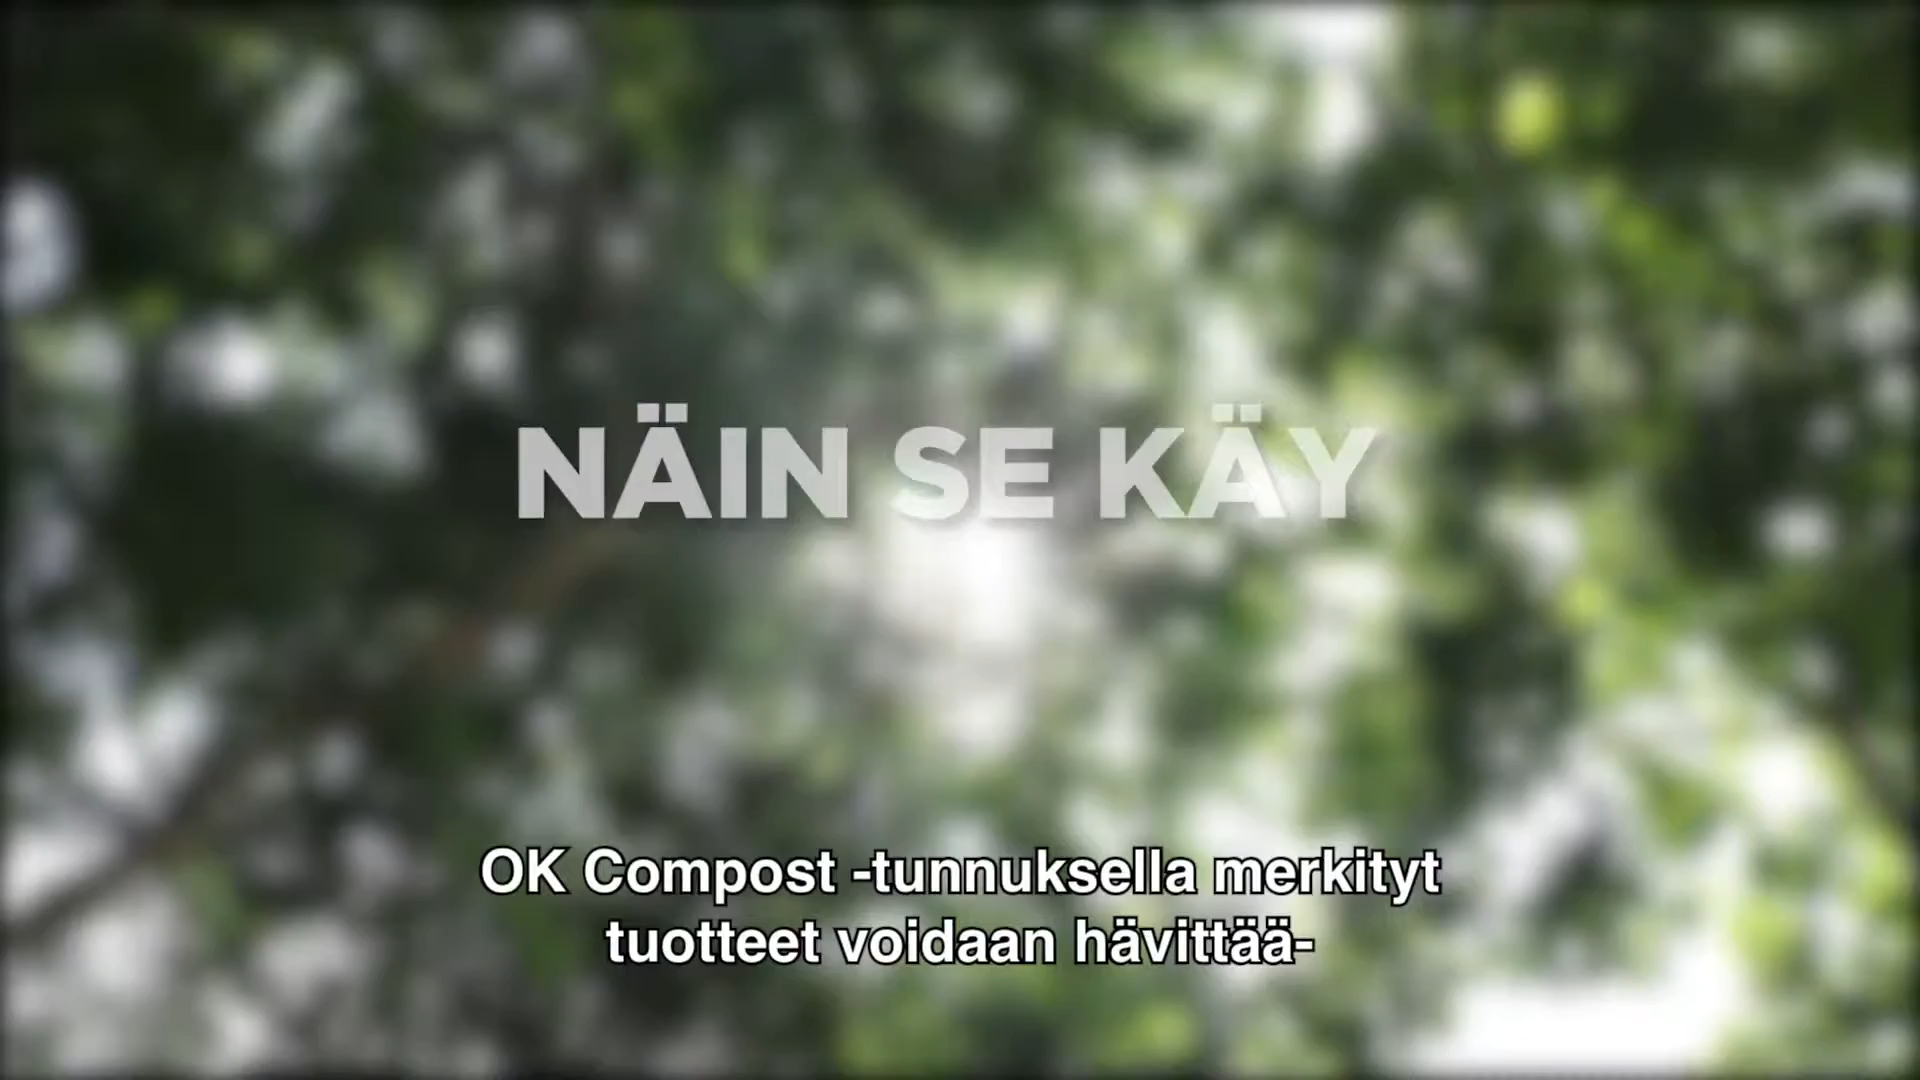 NÄIN SE KÄY
OK Compost -tunnuksella merkityt
tuotteet voidaan hävittää-